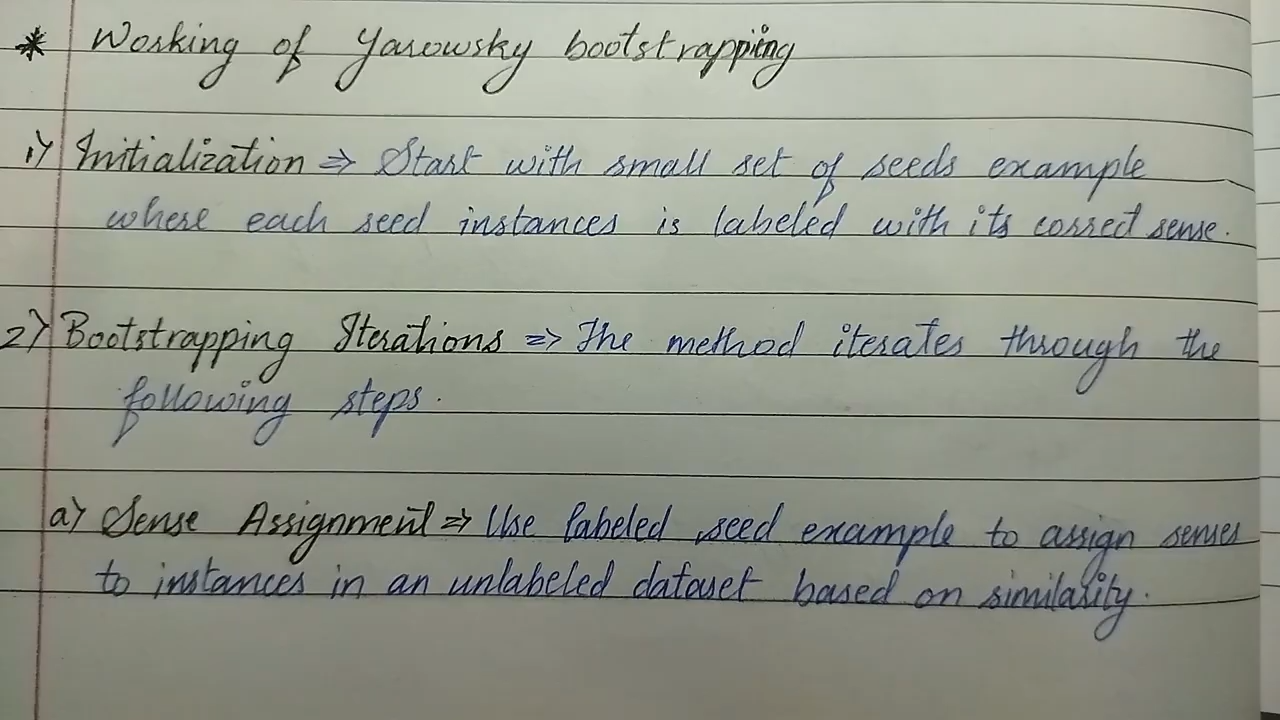 * Working of Yarowsky bootstrapping
1) Initialization => Start with small set of seeds example
where each seed instances is labeled with its correct sense.
2) Bootstrapping Iterations => The method iterates through the
following steps.
a) Sense Assignment => Use labeled seed example to assign senses
to instances in an unlabeled dataset based on similarity.